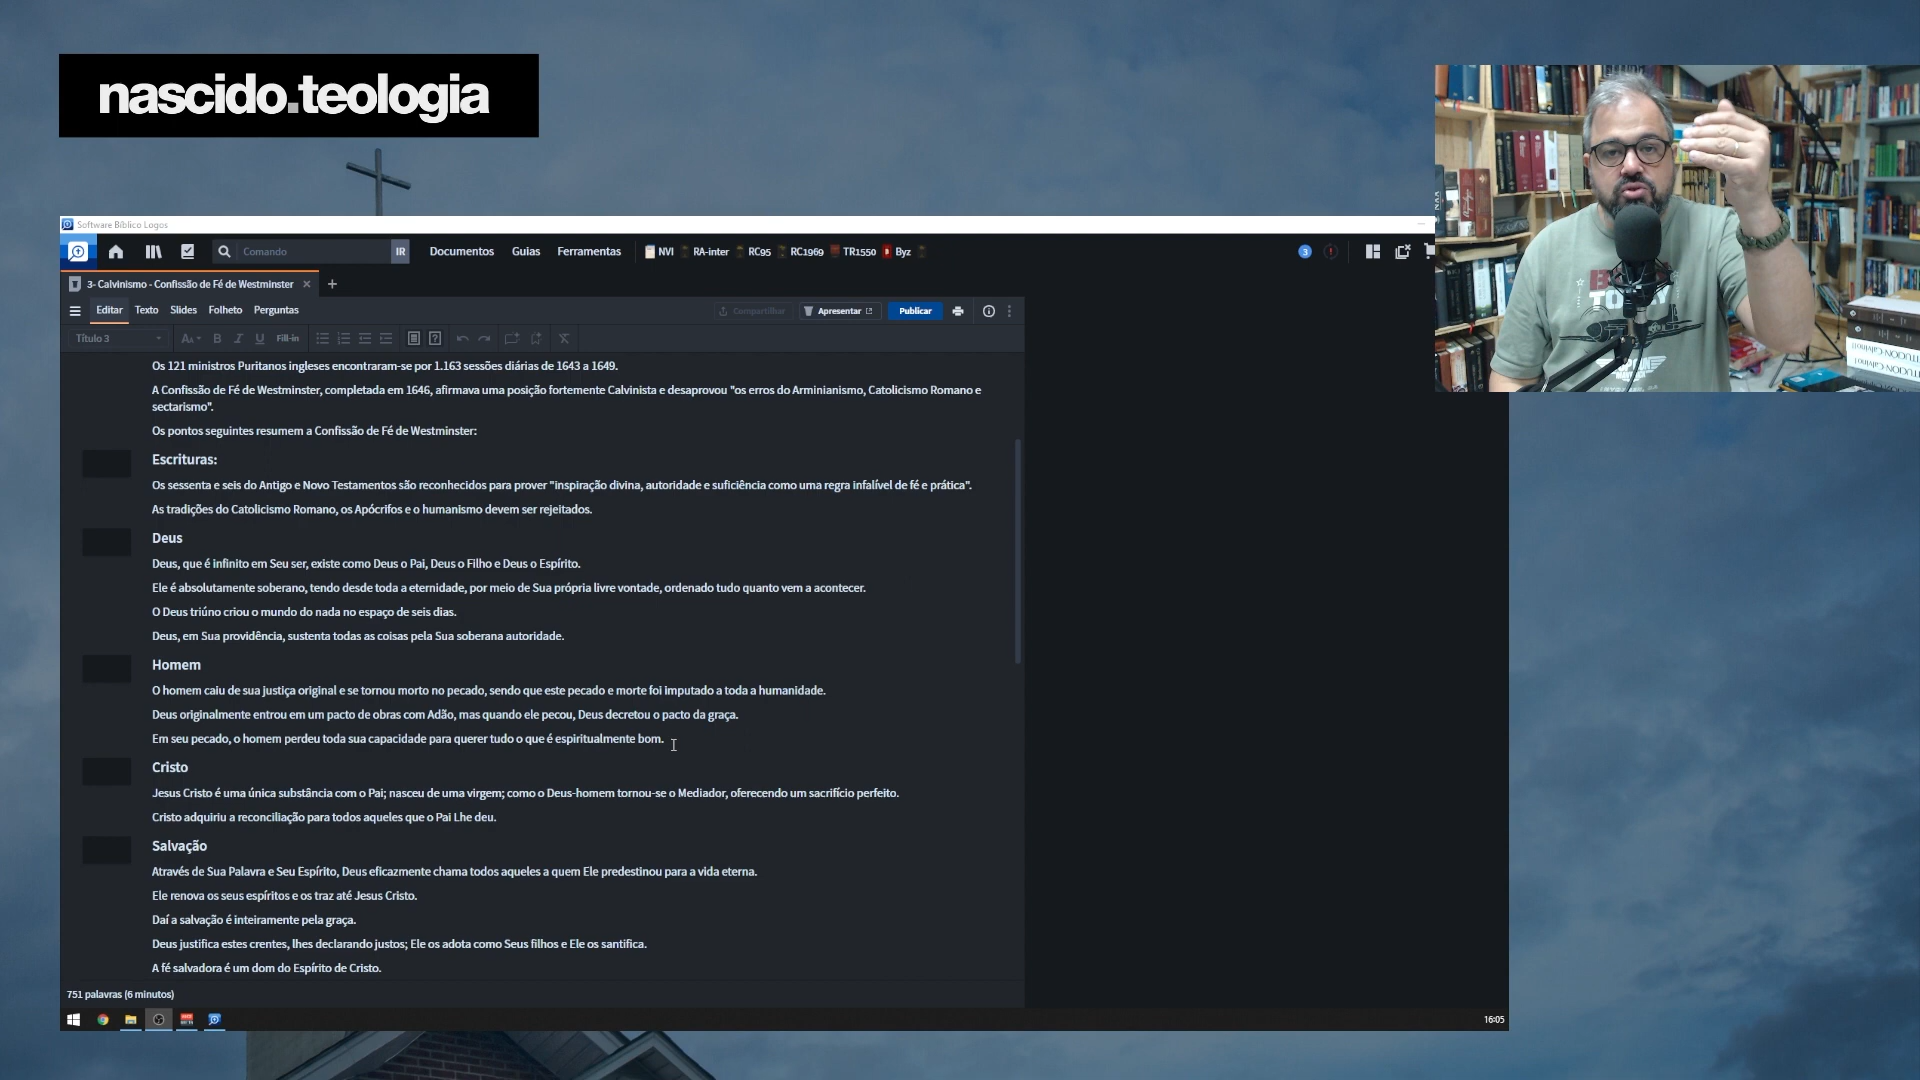 nascido.teologia
Software Bíblico Logos
Comando
IR
Documentos
Guias
Ferramentas
NVI
RA-inter
RC95
RC1969
TR1550
Byz
3
3- Calvinismo - Confissão de Fé de Westminster
Editar
Texto
Slides
Folheto
Perguntas
Compartilhar
Apresentar
Publicar
Título 3
B
I
U
Fill-in
Os 121 ministros Puritanos ingleses encontraram-se por 1.163 sessões diárias de 1643 a 1649.
A Confissão de Fé de Westminster, completada em 1646, afirmava uma posição fortemente Calvinista e desaprovou "os erros do Arminianismo, Catolicismo Romano e
sectarismo".
Os pontos seguintes resumem a Confissão de Fé de Westminster:
Escrituras:
Os sessenta e seis do Antigo e Novo Testamentos são reconhecidos para prover "inspiração divina, autoridade e suficiência como uma regra infalível de fé e prática".
As tradições do Catolicismo Romano, os Apócrifos e o humanismo devem ser rejeitados.
Deus
Deus, que é infinito em Seu ser, existe como Deus o Pai, Deus o Filho e Deus o Espírito.
Ele é absolutamente soberano, tendo desde toda a eternidade, por meio de Sua própria livre vontade, ordenado tudo quanto vem a acontecer.
O Deus triúno criou o mundo do nada no espaço de seis dias.
Deus, em Sua providência, sustenta todas as coisas pela Sua soberana autoridade.
Homem
O homem caiu de sua justiça original e se tornou morto no pecado, sendo que este pecado e morte foi imputado a toda a humanidade.
Deus originalmente entrou em um pacto de obras com Adão, mas quando ele pecou, Deus decretou o pacto da graça.
Em seu pecado, o homem perdeu toda sua capacidade para querer tudo o que é espiritualmente bom.
Cristo
Jesus Cristo é uma única substância com o Pai; nasceu de uma virgem; como o Deus-homem tornou-se o Mediador, oferecendo um sacrifício perfeito.
Cristo adquiriu a reconciliação para todos aqueles que o Pai Lhe deu.
Salvação
Através de Sua Palavra e Seu Espírito, Deus eficazmente chama todos aqueles a quem Ele predestinou para a vida eterna.
Ele renova os seus espíritos e os traz até Jesus Cristo.
Daí a salvação é inteiramente pela graça.
Deus justifica estes crentes, lhes declarando justos; Ele os adota como Seus filhos e Ele os santifica.
A fé salvadora é um dom do Espírito de Cristo.
751 palavras (6 minutos)
16:05